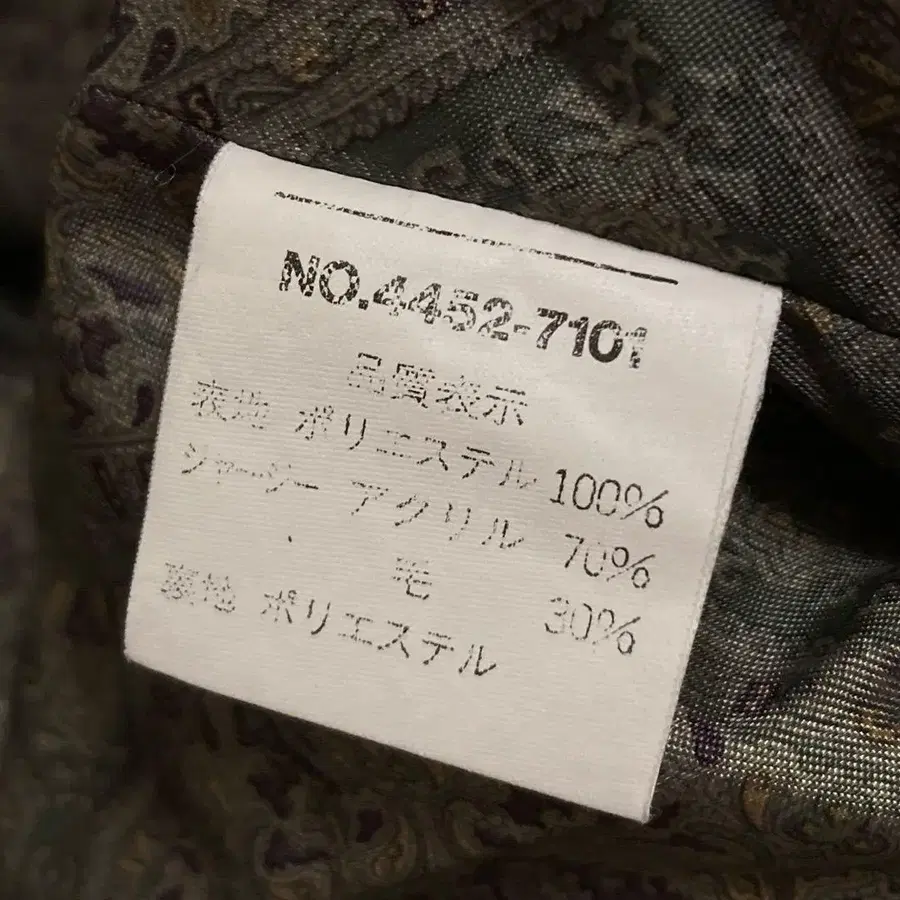 NO.4452-7101
品質表示
表地 ポリエステル 100%
ジャージー アクリル 70%
毛 30%
裏地 ポリエステル